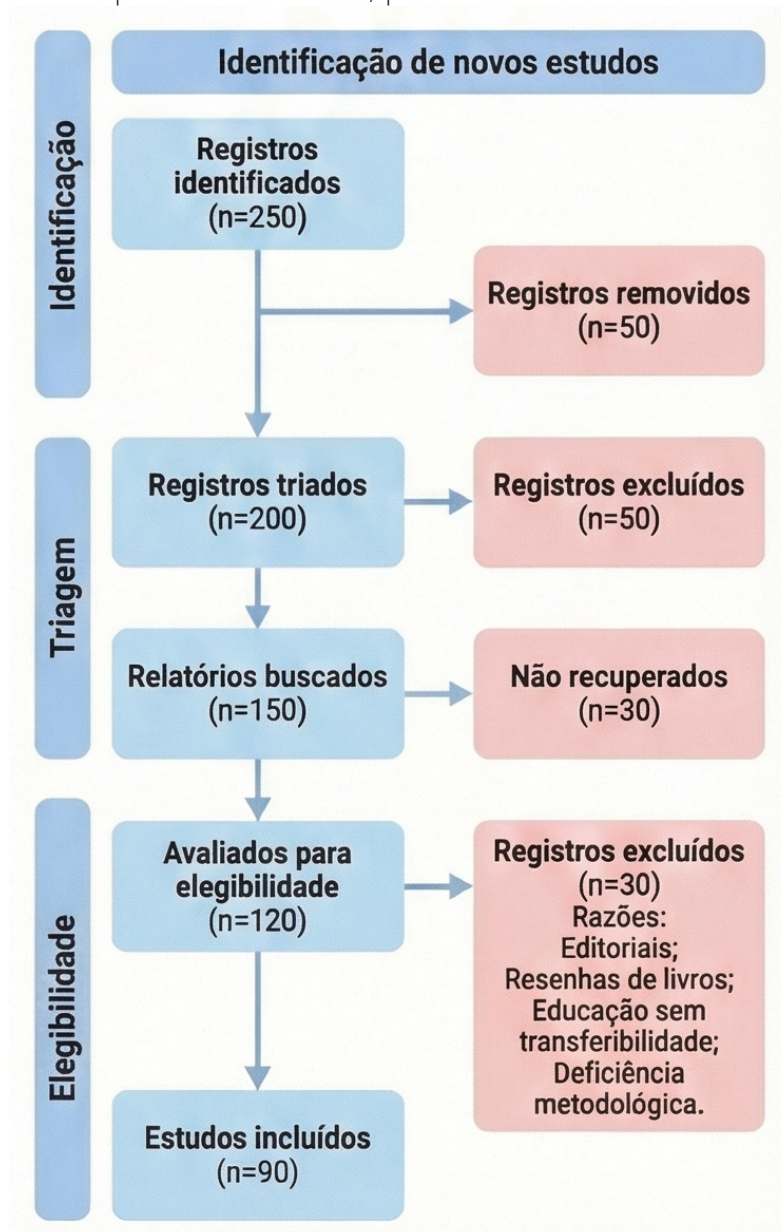 Identificação de novos estudos
Identificação
Registros
identificados
(n=250)
Registros removidos
(n=50)
Triagem
Registros triados
(n=200)
Registros excluídos
(n=50)
Relatórios buscados
(n=150)
Não recuperados
(n=30)
Elegibilidade
Avaliados para
elegibilidade
(n=120)
Registros excluídos
(n=30)
Razões:
Editoriais;
Resenhas de livros;
Educação sem
transferibilidade;
Deficiência
metodológica.
Estudos incluídos
(n=90)